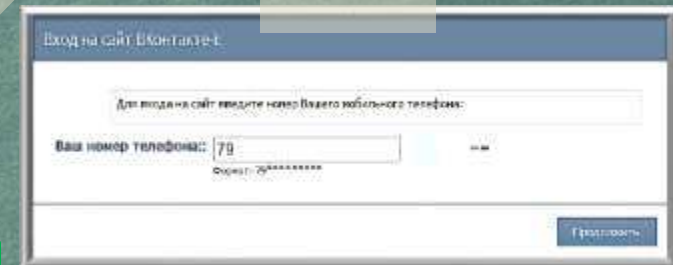 Вход на сайт ВКонтакте
Для входа на сайт введите номер Вашего мобильного телефона:
Ваш номер телефона:: 79
Формат: 79*********
Продолжить